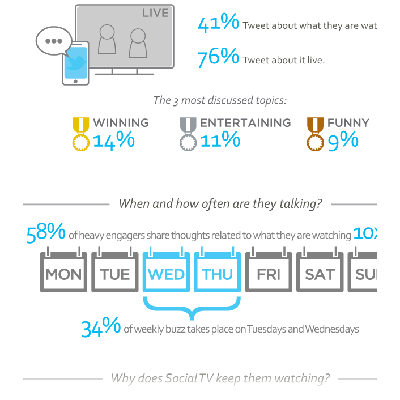 LIVE
41% Tweet about what they are
76% Tweet about it live.
The 3 most discussed topics:
WINNING
14%
ENTERTAINING
11%
FUNNY
9%
When and how often are they talking?
58% of heavy engagers share thoughts related to what they are watching
MON TUE WED THU FRI SAT
34% of weekly buzz takes place on Tuesdays and Wednesdays
Why does Social TV keep them watching?